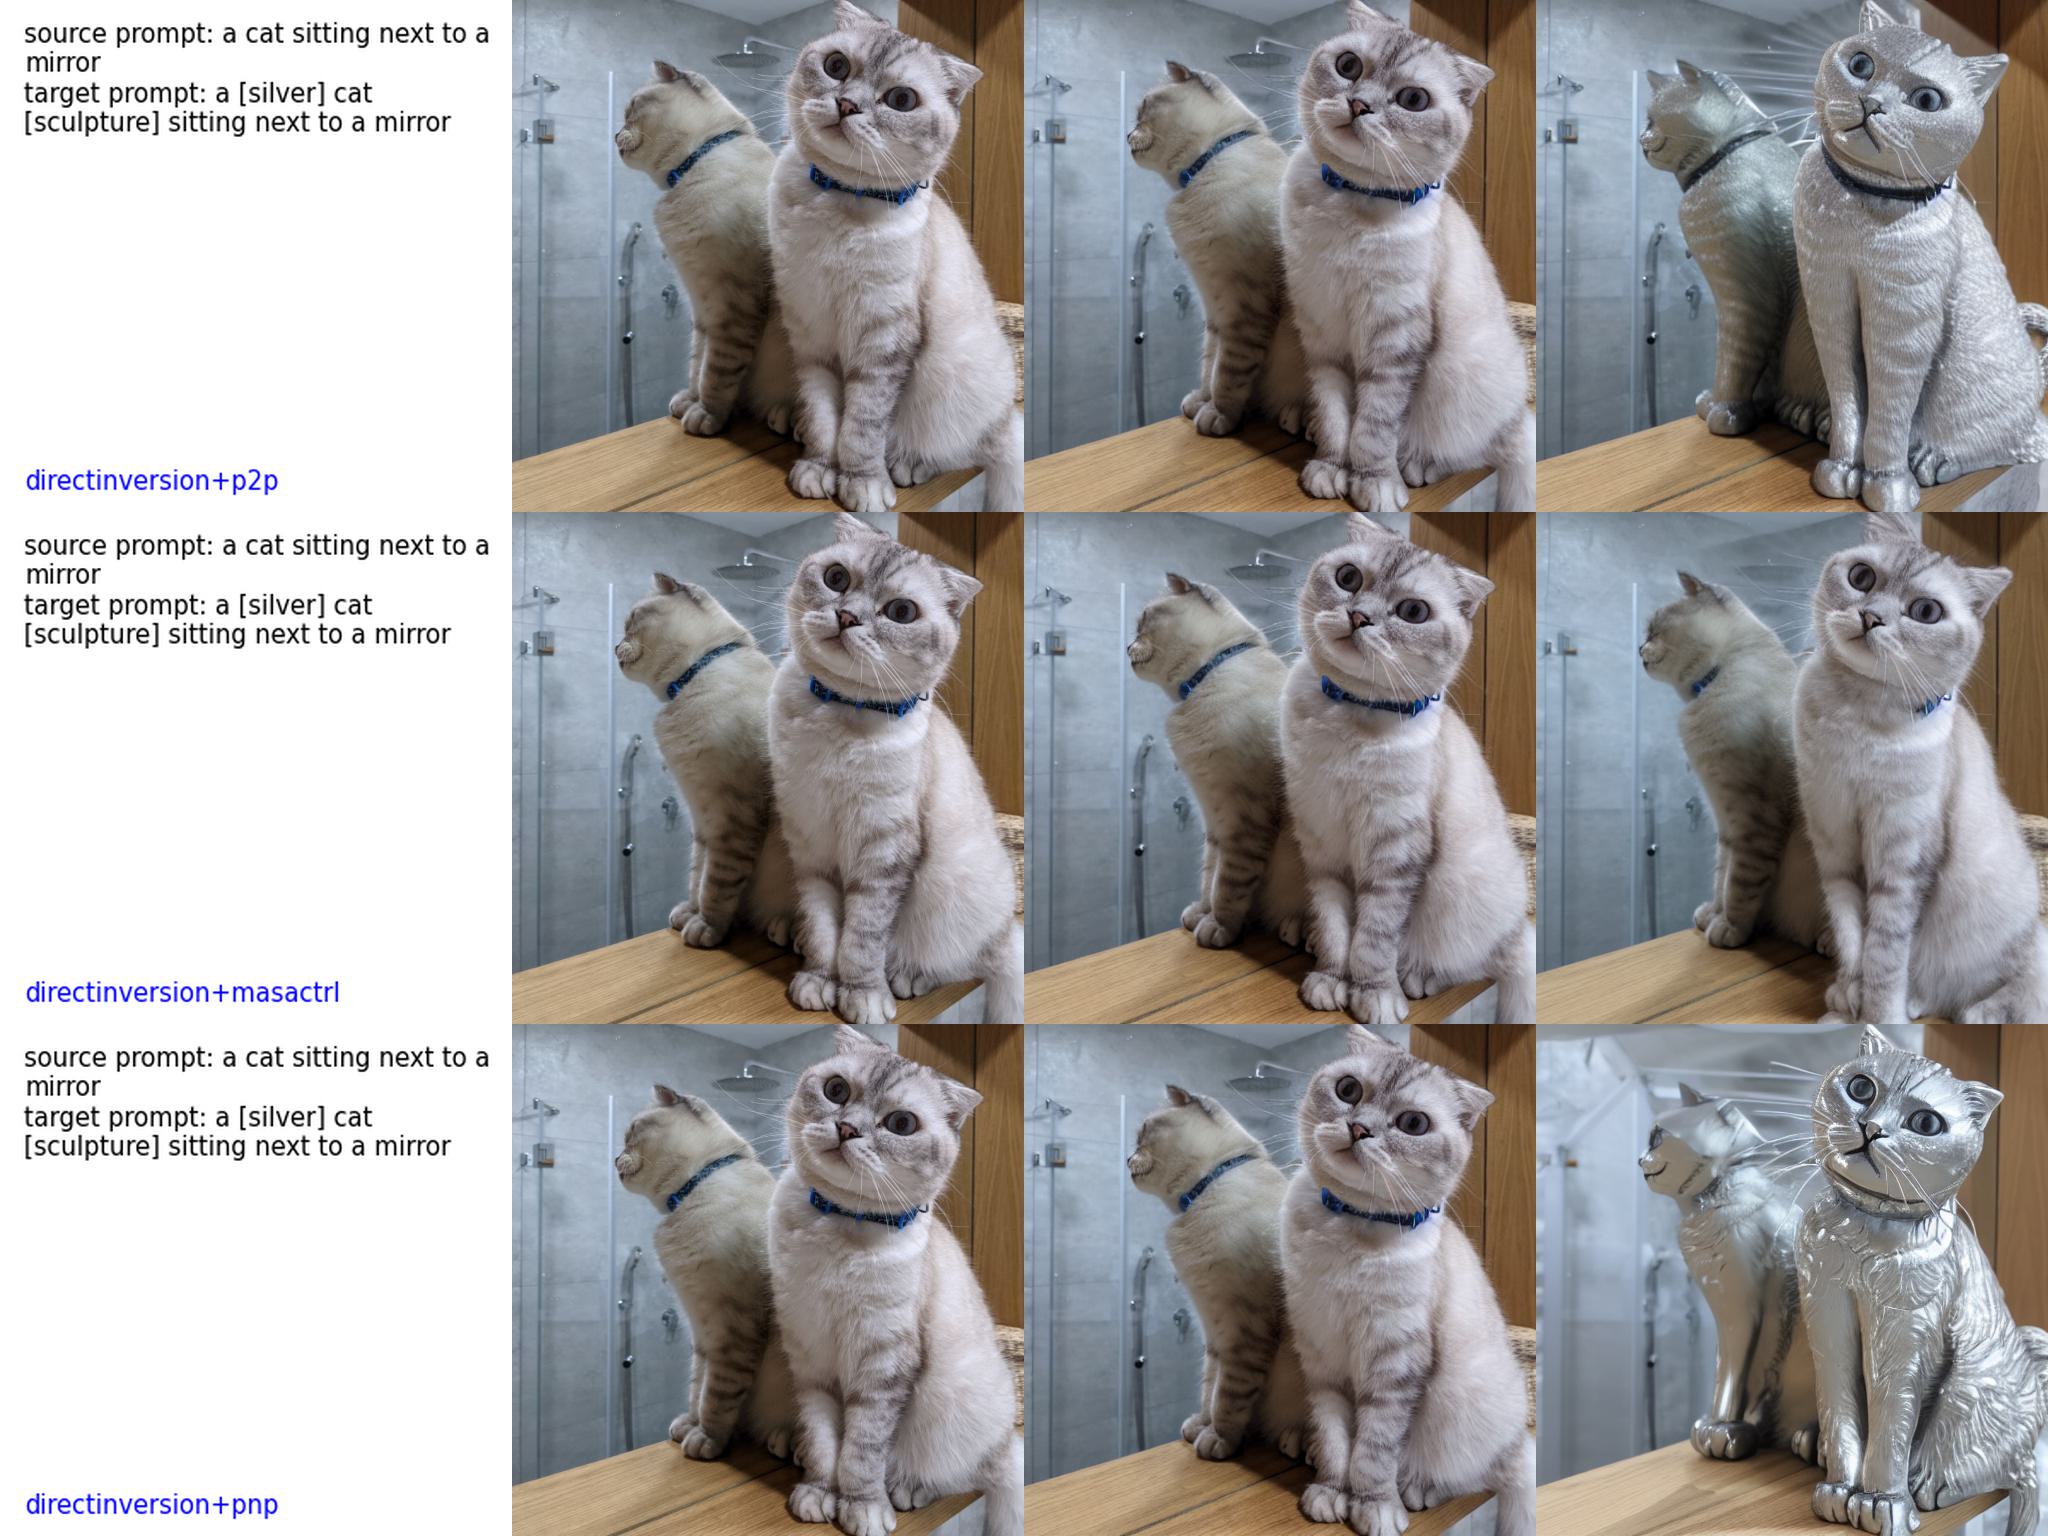 source prompt: a cat sitting next to a
mirror
target prompt: a [silver] cat
[sculpture] sitting next to a mirror
directinversion+p2p
source prompt: a cat sitting next to a
mirror
target prompt: a [silver] cat
[sculpture] sitting next to a mirror
directinversion+masactrl
source prompt: a cat sitting next to a
mirror
target prompt: a [silver] cat
[sculpture] sitting next to a mirror
directinversion+pnp